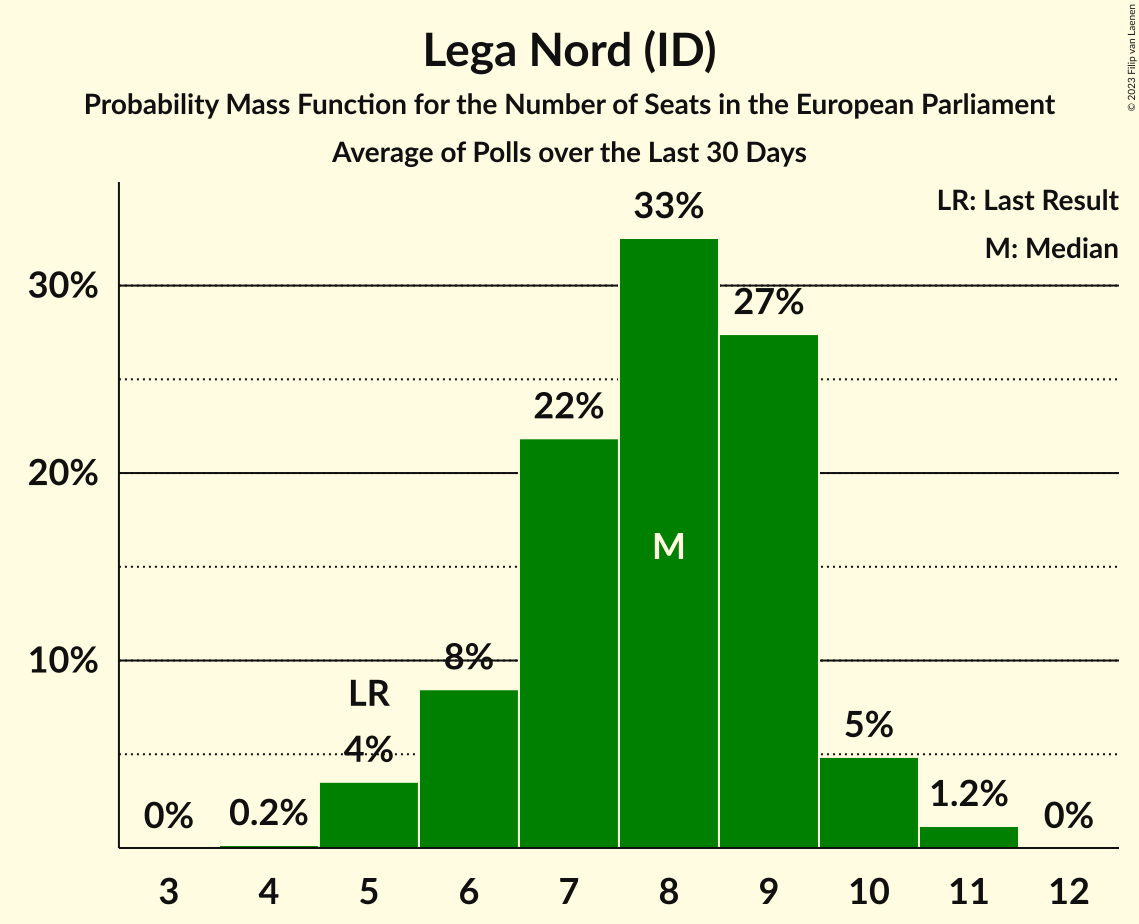 Lega Nord (ID)
Probability Mass Function for the Number of Seats in the European Parliament
Average of Polls over the Last 30 Days
© 2023 Filip van Laenen
LR: Last Result
M: Median
33%
30%
27%
22%
20%
M
10%
8%
LR
4%
5%
0%
0.2%
1.2%
0%
3 4 5 6 7 8 9 10 11 12